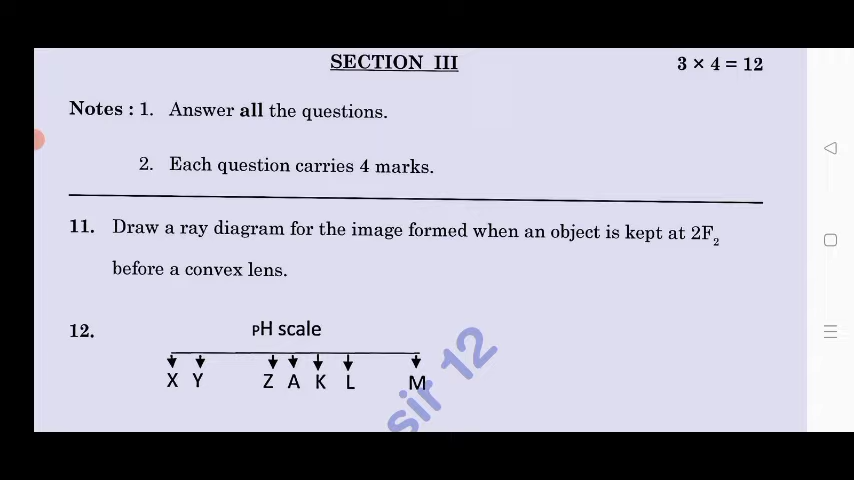 SECTION III
3 × 4 = 12
Notes : 1. Answer all the questions.
2. Each question carries 4 marks.
11. Draw a ray diagram for the image formed when an object is kept at 2F₂
before a convex lens.
12. PH scale
X Y Z A K L M
sir 12